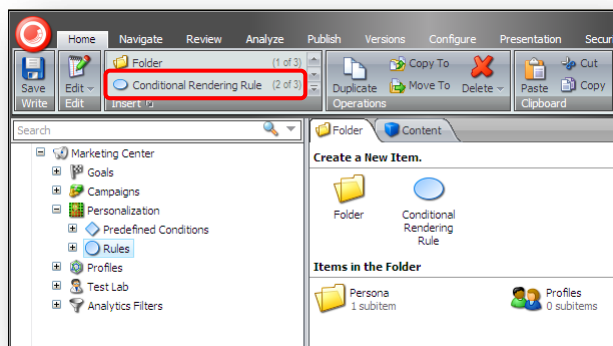 Home Navigate Review Analyze Publish Versions Configure Presentation Secur
Folder (1 of 3)
Copy To
Cut
Save Edit
Conditional Rendering Rule (2 of 3)
Duplicate Move To Delete Paste Copy
Write Edit Insert Operations Clipboard
Search
Folder Content
Marketing Center
Create a New Item.
Goals
Campaigns
Personalization
Predefined Conditions
Rules
Profiles
Test Lab
Analytics Filters
Folder
Conditional
Rendering
Rule
Items in the Folder
Persona
1 subitem
Profiles
0 subitems